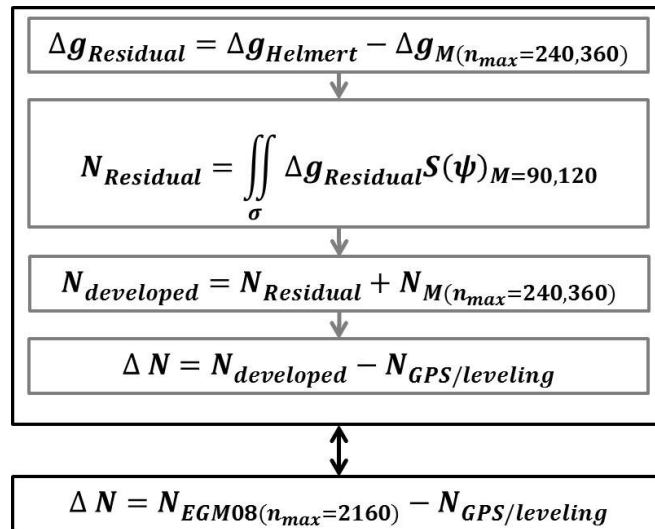 Δg_Residual = Δg_Helmert − Δg_M(n_max=240,360)
N_Residual = ∬_σ Δg_Residual S(ψ)_M=90,120
N_developed = N_Residual + N_M(n_max=240,360)
Δ N = N_developed − N_GPS/leveling
Δ N = N_EGM08(n_max=2160) − N_GPS/leveling